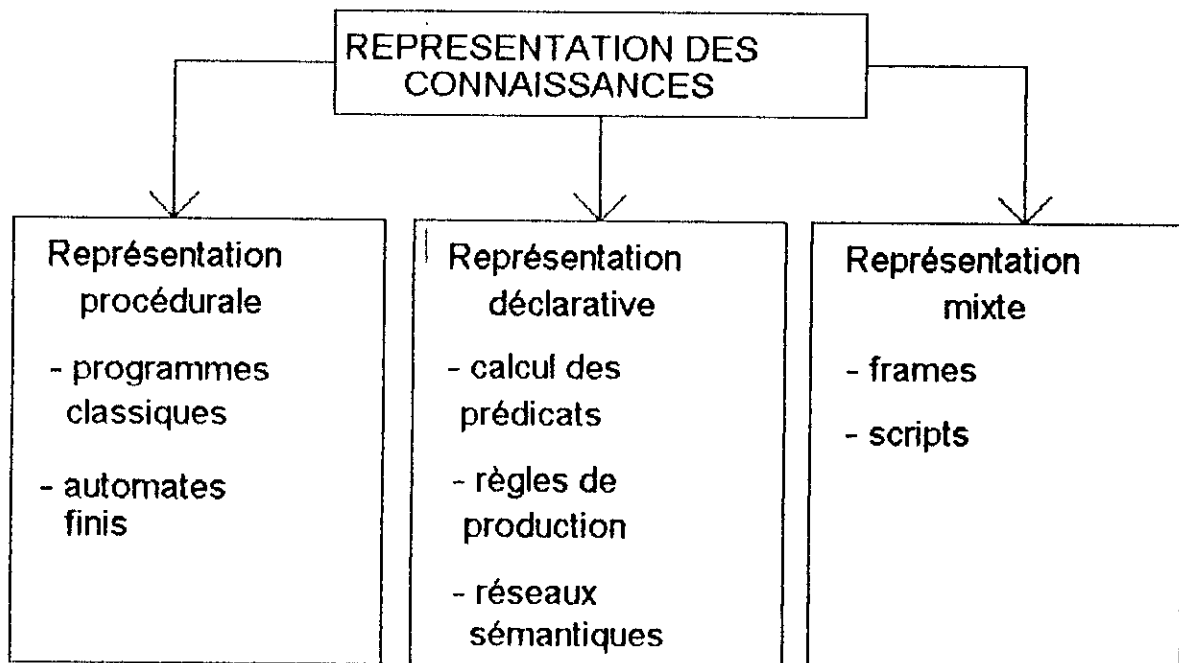 REPRESENTATION DES
CONNAISSANCES
Représentation
procédurale
- programmes
classiques
- automates
finis
Représentation
déclarative
- calcul des
prédicats
- règles de
production
- réseaux
sémantiques
Représentation
mixte
- frames
- scripts